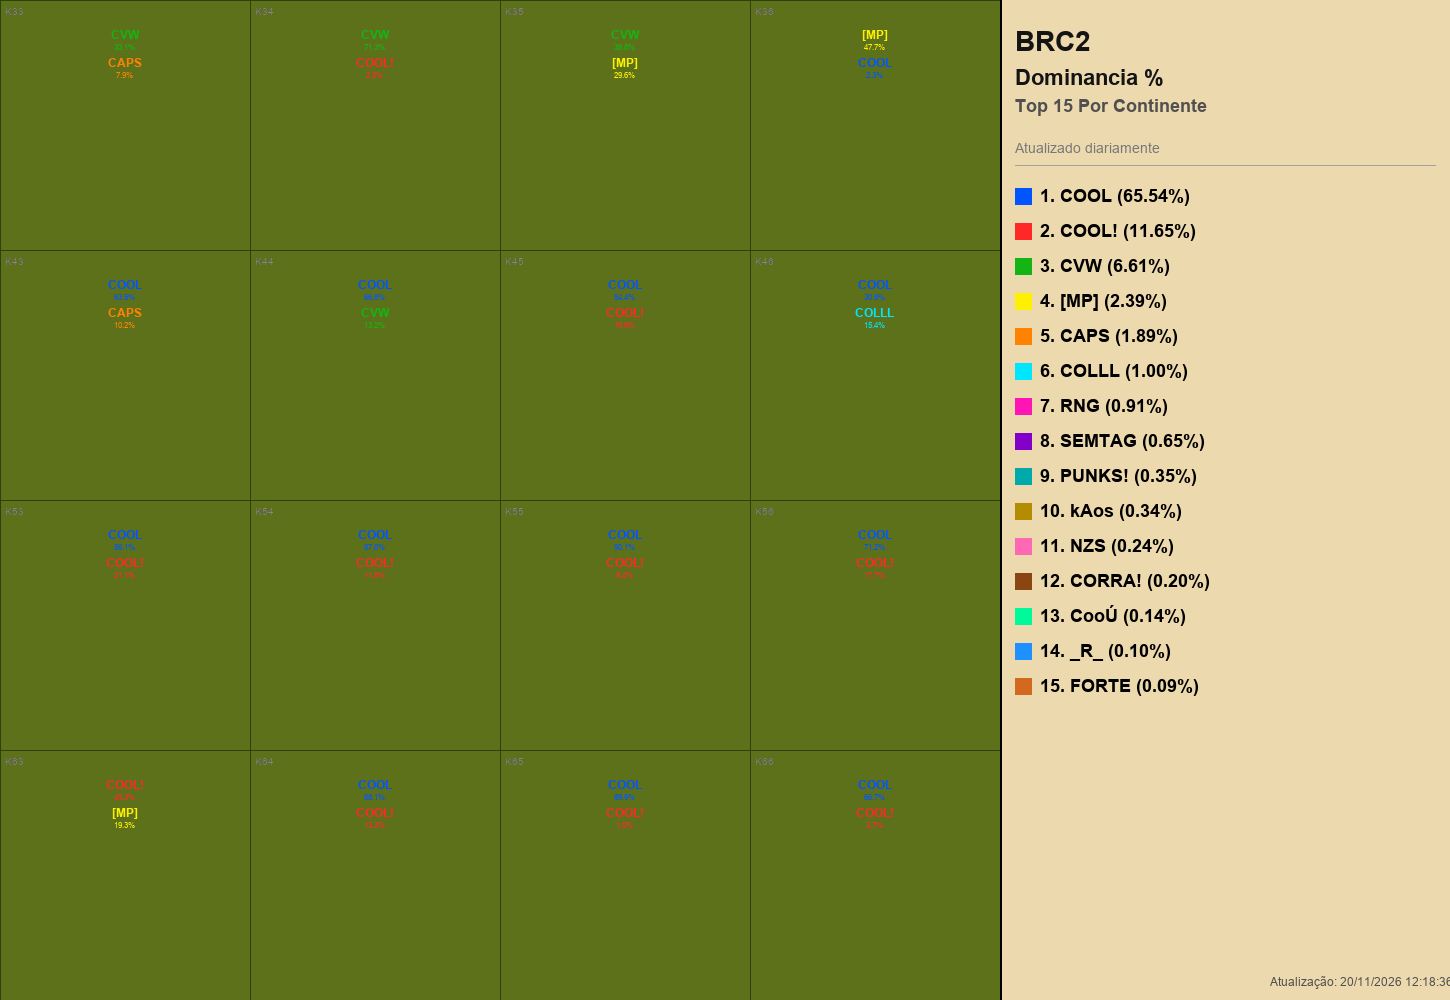 K33
CVW
CAPS
7.9%
K34
CVW
COOL!
K35
CVW
[MP]
29.6%
K36
[MP]
47.7%
COOL
K43
COOL
CAPS
10.2%
K44
COOL
CVW
K45
COOL
COOL!
K46
COOL
COLLL
15.4%
K53
COOL
COOL!
K54
COOL
COOL!
K55
COOL
COOL!
K56
COOL
COOL!
K63
COOL!
[MP]
19.3%
K64
COOL
COOL!
K65
COOL
COOL!
K66
COOL
COOL!
BRC2
Dominancia %
Top 15 Por Continente
Atualizado diariamente
1. COOL (65.54%)
2. COOL! (11.65%)
3. CVW (6.61%)
4. [MP] (2.39%)
5. CAPS (1.89%)
6. COLLL (1.00%)
7. RNG (0.91%)
8. SEMTAG (0.65%)
9. PUNKS! (0.35%)
10. kAos (0.34%)
11. NZS (0.24%)
12. CORRA! (0.20%)
13. CooÚ (0.14%)
14. _R_ (0.10%)
15. FORTE (0.09%)
Atualização: 20/11/2026 12:18:36